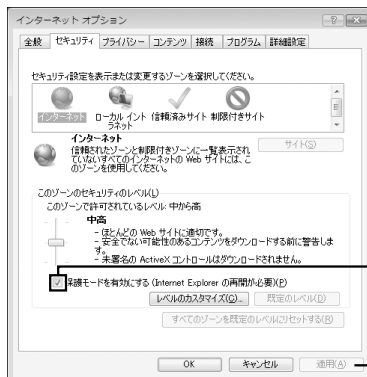 インターネット オプション
全般 セキュリティ プライバシー コンテンツ 接続 プログラム 詳細設定
セキュリティ設定を表示または変更するゾーンを選択してください。
インターネット ローカル イントラネット 信頼済みサイト 制限付きサイト
インターネット
信頼されたゾーンと制限付きゾーンに一覧表示され
ていないすべてのインターネットの Web サイトには、こ
のゾーンを使用してください。
サイト(S)
このゾーンのセキュリティのレベル(L)
このゾーンで許可されているレベル: 中から高
中高
- ほとんどの Web サイトに適切です。
- 安全でない可能性のあるコンテンツをダウンロードする前に警告しま
す。
- 未署名の ActiveX コントロールはダウンロードされません。
保護モードを有効にする (Internet Explorer の再開が必要)(P)
レベルのカスタマイズ(C)... 既定のレベル(D)
すべてのゾーンを既定のレベルにリセットする(R)
OK キャンセル 適用(A)